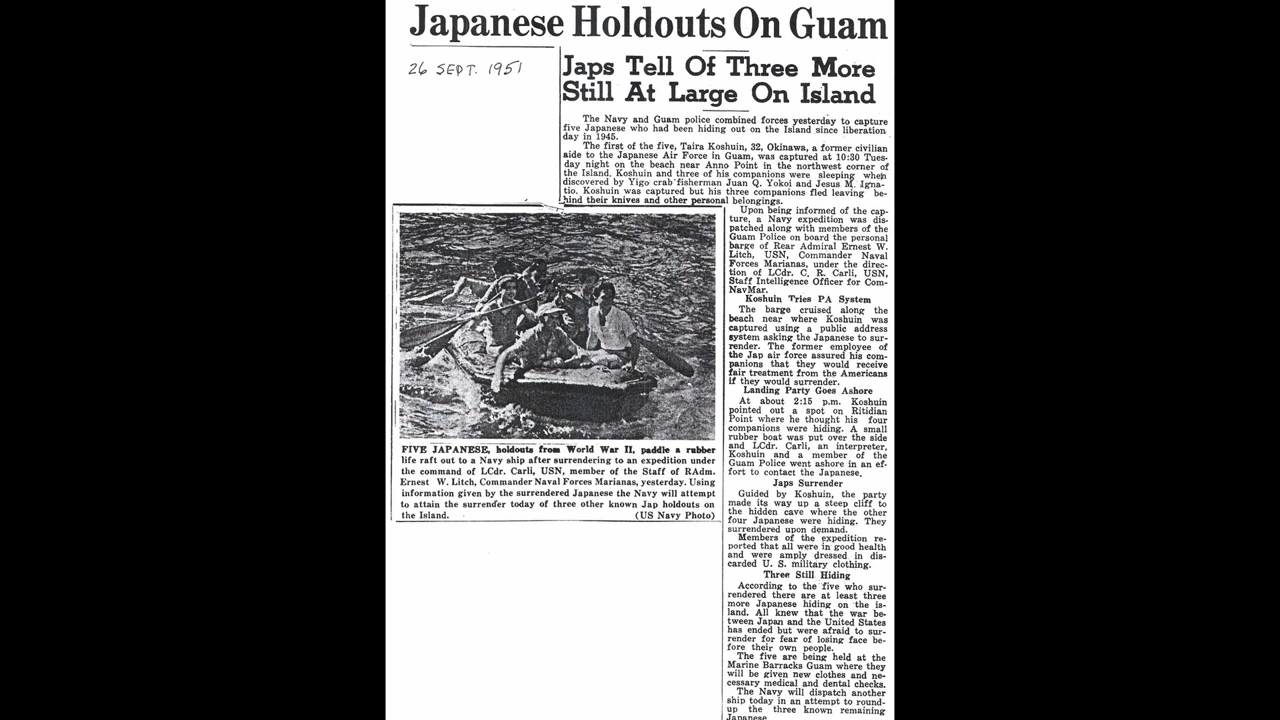 Japanese Holdouts On Guam
26 SEPT. 1951
Japs Tell Of Three More
Still At Large On Island
The Navy and Guam police combined forces yesterday to capture
five Japanese who had been hiding out on the Island since liberation
day in 1945.
The first of the five, Taira Koshuin, 32, Okinawa, a former civilian
aide to the Japanese Air Force in Guam, was captured at 10:30 Tues-
day night on the beach near Anno Point in the northwest corner of
the Island. Koshuin and three of his companions were sleeping when
discovered by Yigo crab fisherman Juan Q. Yokoi and Jesus M. Igna-
tio. Koshuin was captured but his three companions fled leaving be-
hind their knives and other personal belongings.
Upon being informed of the cap-
ture, a Navy expedition was dis-
patched along with members of the
Guam Police on board the personal
barge of Rear Admiral Ernest W.
Litch, USN, Commander Naval
Forces Marianas, under the direc-
tion of LCdr. C. R. Carli, USN,
Staff Intelligence Officer for Com-
NavMar.
Koshuin Tries PA System
The barge cruised along the
beach near where Koshuin was
captured using a public address
system asking the Japanese to sur-
render. The former employee of
the Jap air force assured his com-
panions that they would receive
fair treatment from the Americans
if they would surrender.
Landing Party Goes Ashore
At about 2:15 p.m. Koshuin
pointed out a spot on Ritidian
Point where he thought his four
companions were hiding. A small
rubber boat was put over the side
and LCdr. Carli, an interpreter,
Koshuin and a member of the
Guam Police went ashore in an ef-
fort to contact the Japanese.
Japs Surrender
Guided by Koshuin, the party
made its way up a steep cliff to
the hidden cave where the other
four Japanese were hiding. They
surrendered upon demand.
Members of the expedition re-
ported that all were in good health
and were amply dressed in dis-
carded U. S. military clothing.
Three Still Hiding
According to the five who sur-
rendered there are at least three
more Japanese hiding on the is-
land. All knew that the war be-
tween Japan and the United States
has ended but were afraid to sur-
render for fear of losing face be-
fore their own people.
The five are being held at the
Marine Barracks Guam where they
will be given new clothes and ne-
cessary medical and dental checks.
The Navy will dispatch another
ship today in an attempt to round-
up the three known remaining
Japanese
FIVE JAPANESE, holdouts from World War II, paddle a rubber
life raft out to a Navy ship after surrendering to an expedition under
the command of LCdr. Carli, USN, member of the Staff of RAdm.
Ernest W. Litch, Commander Naval Forces Marianas, yesterday. Using
information given by the surrendered Japanese the Navy will attempt
to attain the surrender today of three other known Jap holdouts on
the Island. (US Navy Photo)